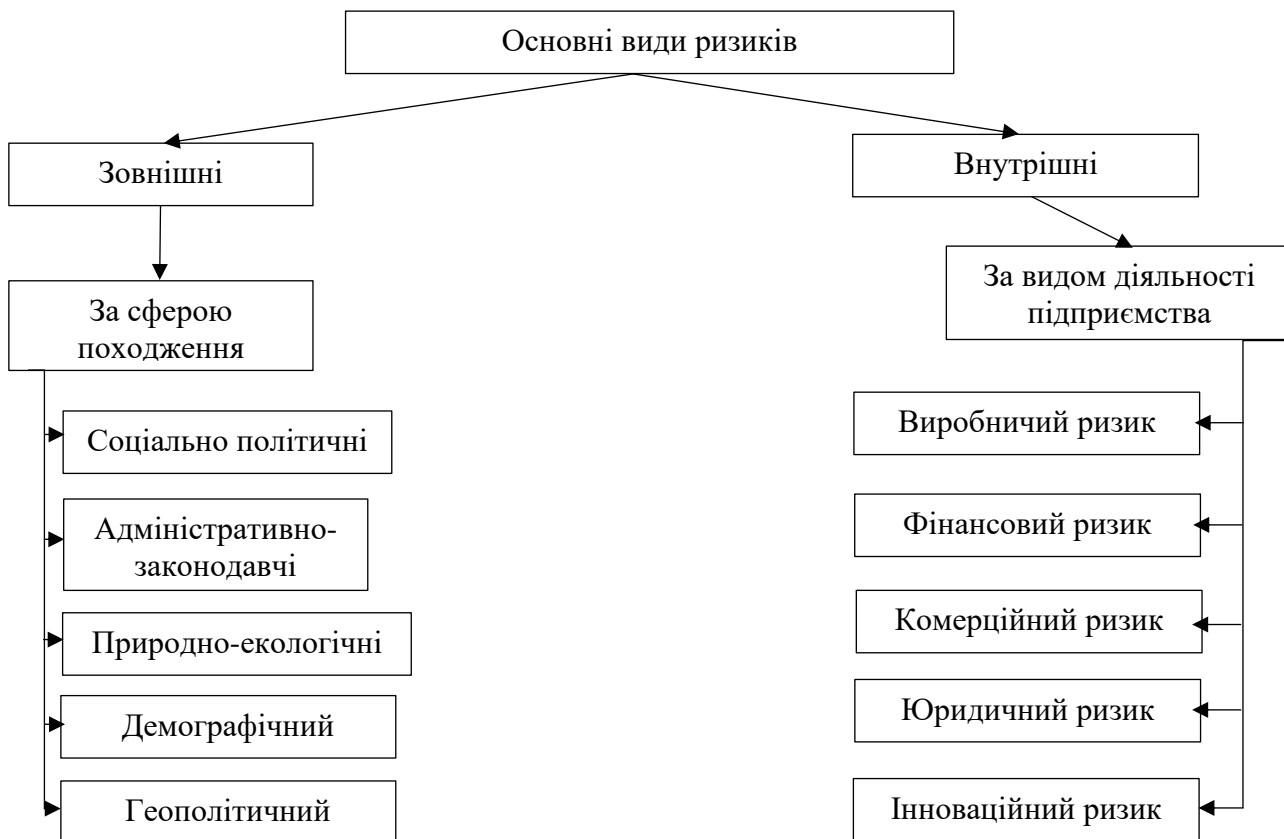 Основні види ризиків
Зовнішні
Внутрішні
За сферою
походження
За видом діяльності
підприємства
Соціально політичні
Адміністративно-
законодавчі
Природно-екологічні
Демографічний
Геополітичний
Виробничий ризик
Фінансовий ризик
Комерційний ризик
Юридичний ризик
Інноваційний ризик